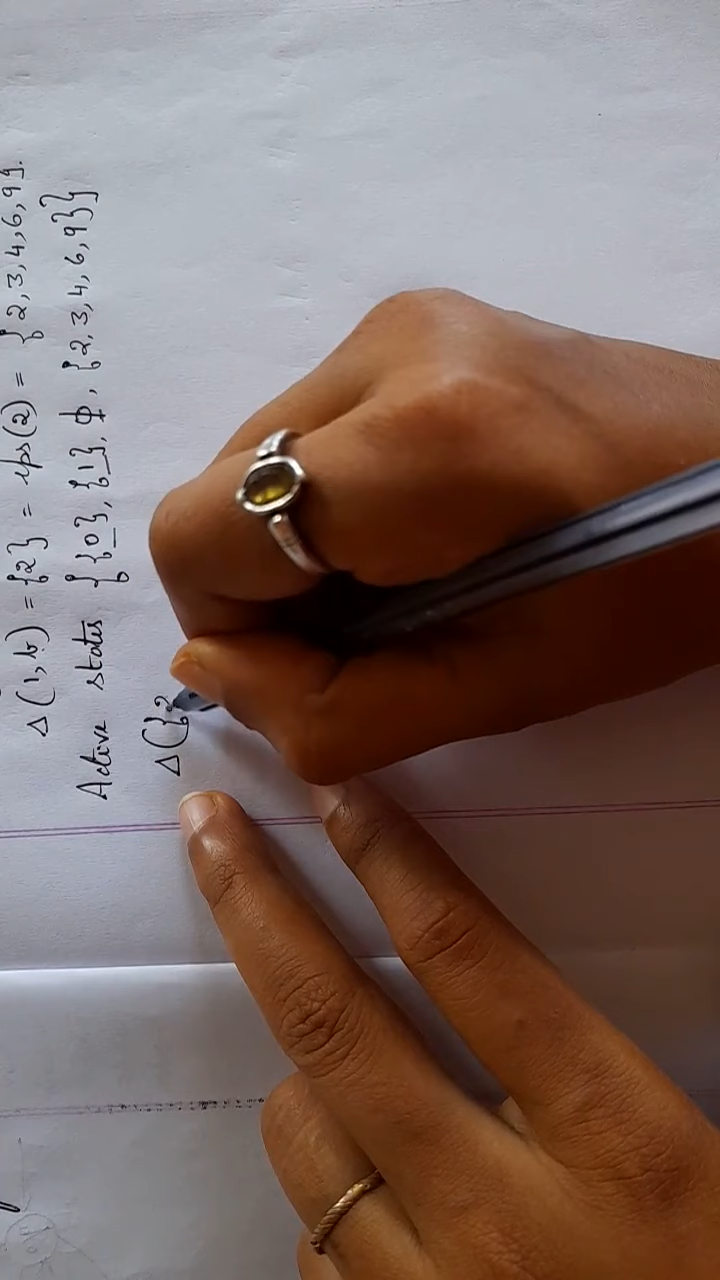 Δ(1,b) = {2} = eps(2) = {2,3,4,6,9}.
Active states {{0}, {1}, ϕ, {2,3,4,6,9}}
Δ({2